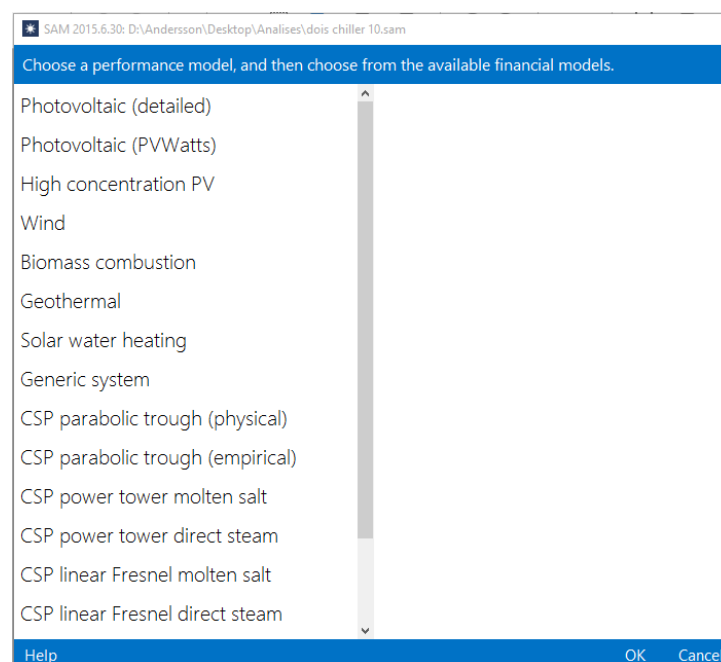 SAM 2015.6.30: D:\Andersson\Desktop\Analises\dois chiller 10.sam
Choose a performance model, and then choose from the available financial models.
Photovoltaic (detailed)
Photovoltaic (PVWatts)
High concentration PV
Wind
Biomass combustion
Geothermal
Solar water heating
Generic system
CSP parabolic trough (physical)
CSP parabolic trough (empirical)
CSP power tower molten salt
CSP power tower direct steam
CSP linear Fresnel molten salt
CSP linear Fresnel direct steam
Help OK Cance